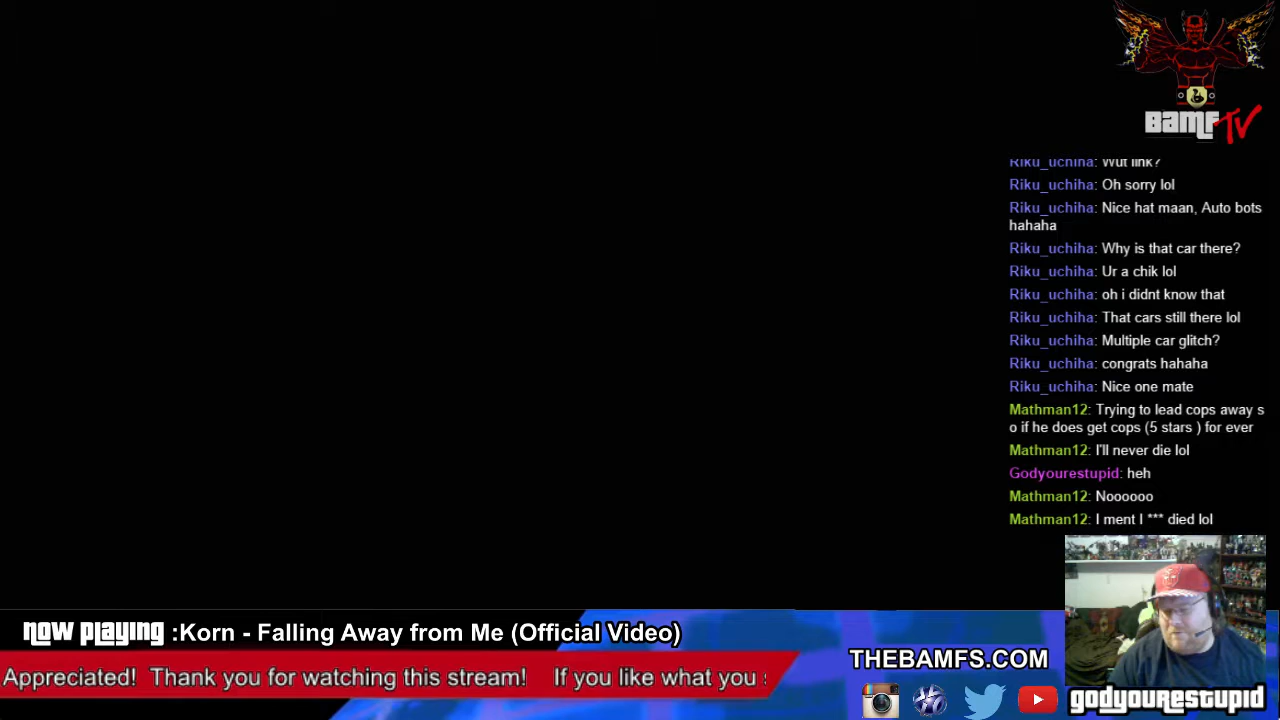 BAMF TV
Riku_uchiha: Wut link?
Riku_uchiha: Oh sorry lol
Riku_uchiha: Nice hat maan, Auto bots
hahaha
Riku_uchiha: Why is that car there?
Riku_uchiha: Ur a chik lol
Riku_uchiha: oh i didnt know that
Riku_uchiha: That cars still there lol
Riku_uchiha: Multiple car glitch?
Riku_uchiha: congrats hahaha
Riku_uchiha: Nice one mate
Mathman12: Trying to lead cops away s
o if he does get cops (5 stars ) for ever
Mathman12: I'll never die lol
Godyourestupid: heh
Mathman12: Noooooo
Mathman12: I ment I *** died lol
now playing :Korn - Falling Away from Me (Official Video)
Appreciated! Thank you for watching this stream! If you like what you
THEBAMFS.COM
godyourestupid